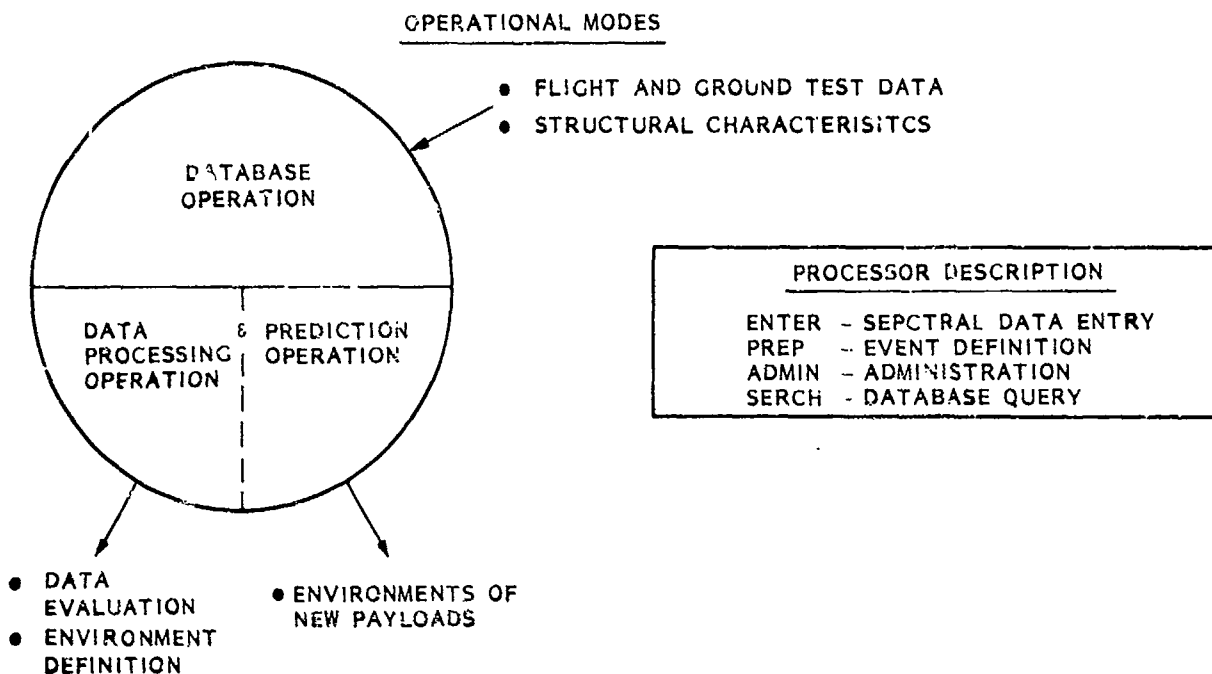 OPERATIONAL MODES
● FLIGHT AND GROUND TEST DATA
● STRUCTURAL CHARACTERISITCS
DATABASE
OPERATION
DATA
PROCESSING
OPERATION
& PREDICTION
OPERATION
PROCESSOR DESCRIPTION
ENTER - SEPCTRAL DATA ENTRY
PREP - EVENT DEFINITION
ADMIN - ADMINISTRATION
SERCH - DATABASE QUERY
● DATA
EVALUATION
● ENVIRONMENT
DEFINITION
● ENVIRONMENTS OF
NEW PAYLOADS